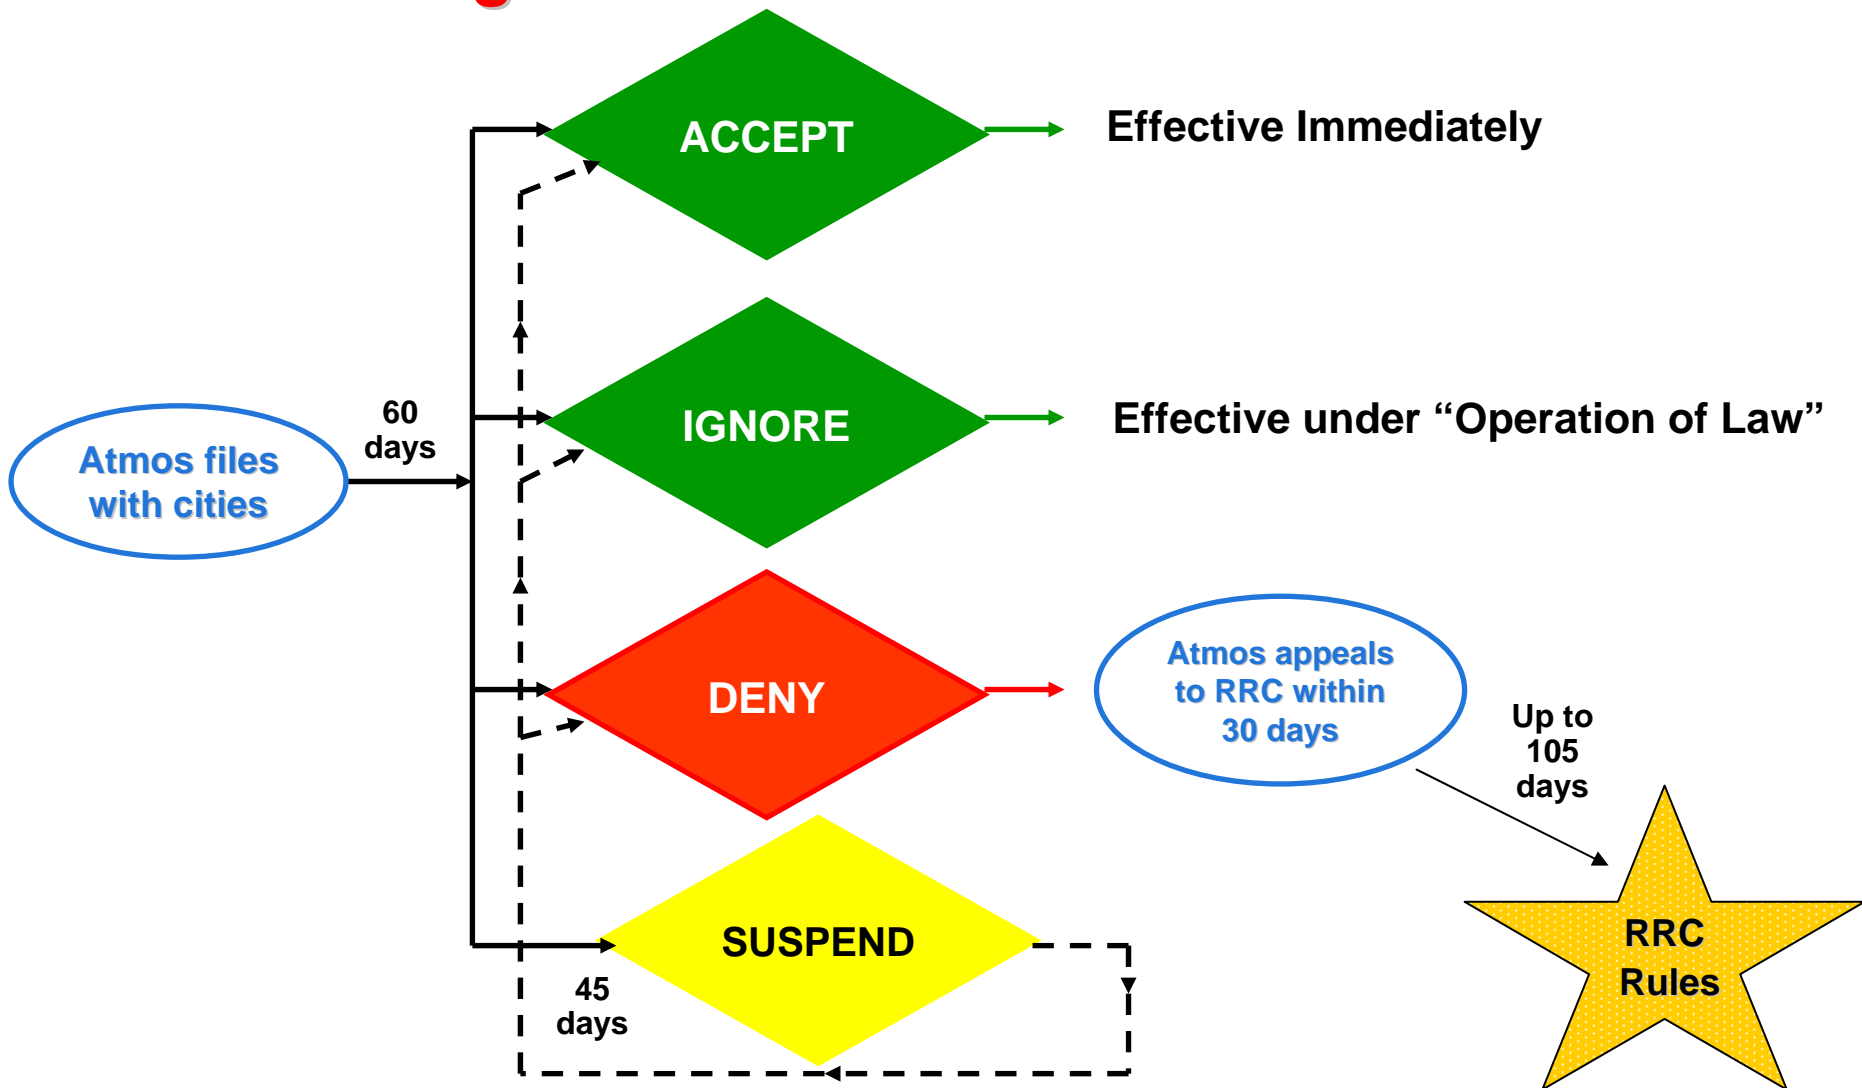 ACCEPT
Effective Immediately
60
days
IGNORE
Effective under “Operation of Law”
Atmos files
with cities
DENY
Atmos appeals
to RRC within
30 days
Up to
105
days
SUSPEND
45
days
RRC
Rules